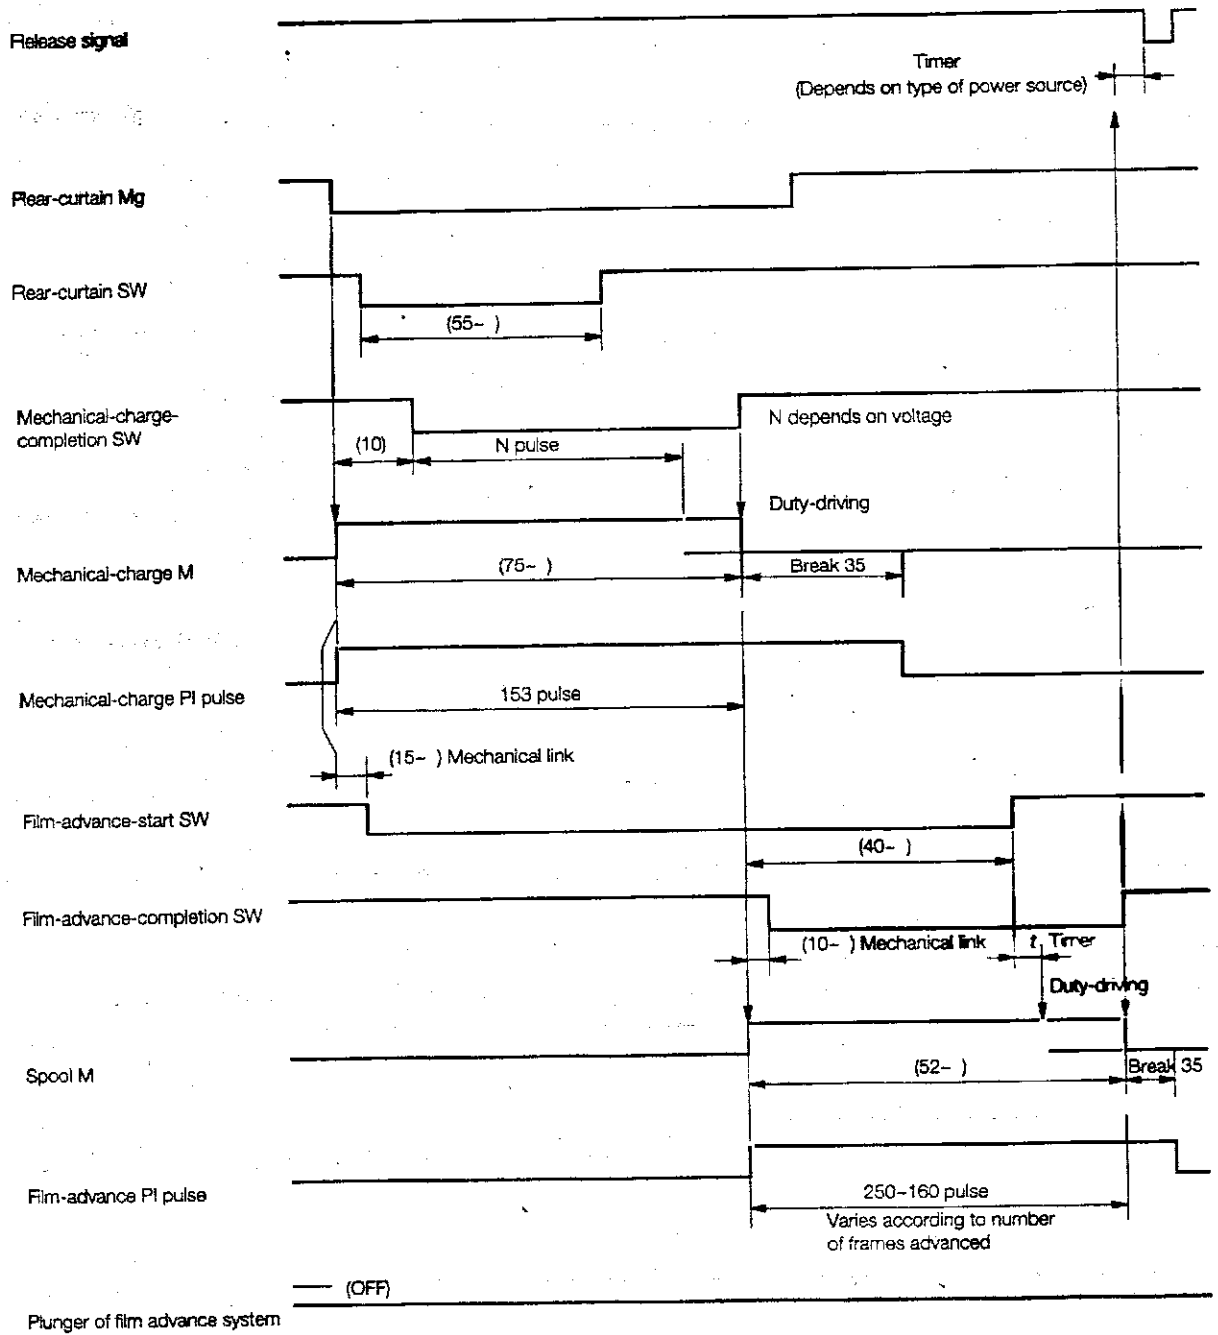 Release signal
Timer
(Depends on type of power source)
Rear-curtain Mg
Rear-curtain SW
(55~ )
Mechanical-charge-
completion SW
(10)
N pulse
N depends on voltage
Duty-driving
Mechanical-charge M
(75~ )
Break 35
Mechanical-charge PI pulse
153 pulse
(15~ ) Mechanical link
Film-advance-start SW
(40~ )
Film-advance-completion SW
(10~ ) Mechanical link
t, Timer
Duty-driving
Spool M
(52~ )
Break 35
Film-advance PI pulse
250~160 pulse
Varies according to number
of frames advanced
(OFF)
Plunger of film advance system